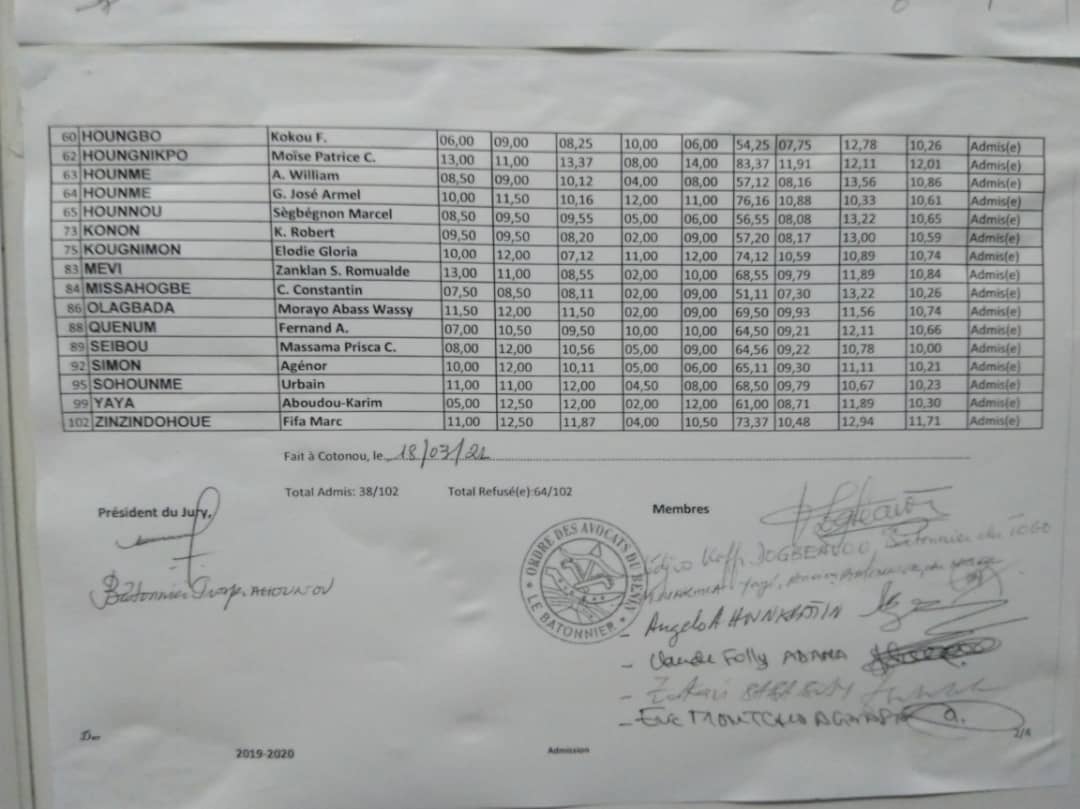 60 HOUNGBO Kokou F. 06,00 09,00 08,25 10,00 06,00 54,25 07,75 12,78 10,26 Admis(e)
62 HOUNGNIKPO Moïse Patrice C. 13,00 11,00 13,37 08,00 14,00 83,37 11,91 12,11 12,01 Admis(e)
63 HOUNME A. William 08,50 09,00 10,12 04,00 08,00 57,12 08,16 13,56 10,86 Admis(e)
64 HOUNME G. José Armel 10,00 11,50 10,16 12,00 11,00 76,16 10,88 10,33 10,61 Admis(e)
65 HOUNNOU Sègbégnon Marcel 08,50 09,50 09,55 05,00 06,00 56,55 08,08 13,22 10,65 Admis(e)
73 KONON K. Robert 09,50 09,50 08,20 02,00 09,00 57,20 08,17 13,00 10,59 Admis(e)
75 KOUGNIMON Elodie Gloria 10,00 12,00 07,12 11,00 12,00 74,12 10,59 10,89 10,74 Admis(e)
83 MEVI Zanklan S. Romualde 13,00 11,00 08,55 02,00 10,00 68,55 09,79 11,89 10,84 Admis(e)
84 MISSAHOGBE C. Constantin 07,50 08,50 08,11 02,00 09,00 51,11 07,30 13,22 10,26 Admis(e)
86 OLAGBADA Morayo Abass Wassy 11,50 12,00 11,50 02,00 09,00 69,50 09,93 11,56 10,74 Admis(e)
88 QUENUM Fernand A. 07,00 10,50 09,50 10,00 10,00 64,50 09,21 12,11 10,66 Admis(e)
89 SEIBOU Massama Prisca C. 08,00 12,00 10,56 05,00 09,00 64,56 09,22 10,78 10,00 Admis(e)
92 SIMON Agénor 10,00 12,00 10,11 05,00 06,00 65,11 09,30 11,11 10,21 Admis(e)
95 SOHOUNME Urbain 11,00 11,00 12,00 04,50 08,00 68,50 09,79 10,67 10,23 Admis(e)
99 YAYA Aboudou-Karim 05,00 12,50 12,00 02,00 12,00 61,00 08,71 11,89 10,30 Admis(e)
102 ZINZINDOHOUE Fifa Marc 11,00 12,50 11,87 04,00 10,50 73,37 10,48 12,94 11,71 Admis(e)
Fait à Cotonou, le 18/03/21
Total Admis: 38/102 Total Refusé(e):64/102
Président du Jury, Membres
ORDRE DES AVOCATS DU BENIN
LE BATONNIER
Bâtonnier du TOGO
Bâtonnier
- Angelo
- Claude Folly ADAMA
- Eve
2019-2020 Admission